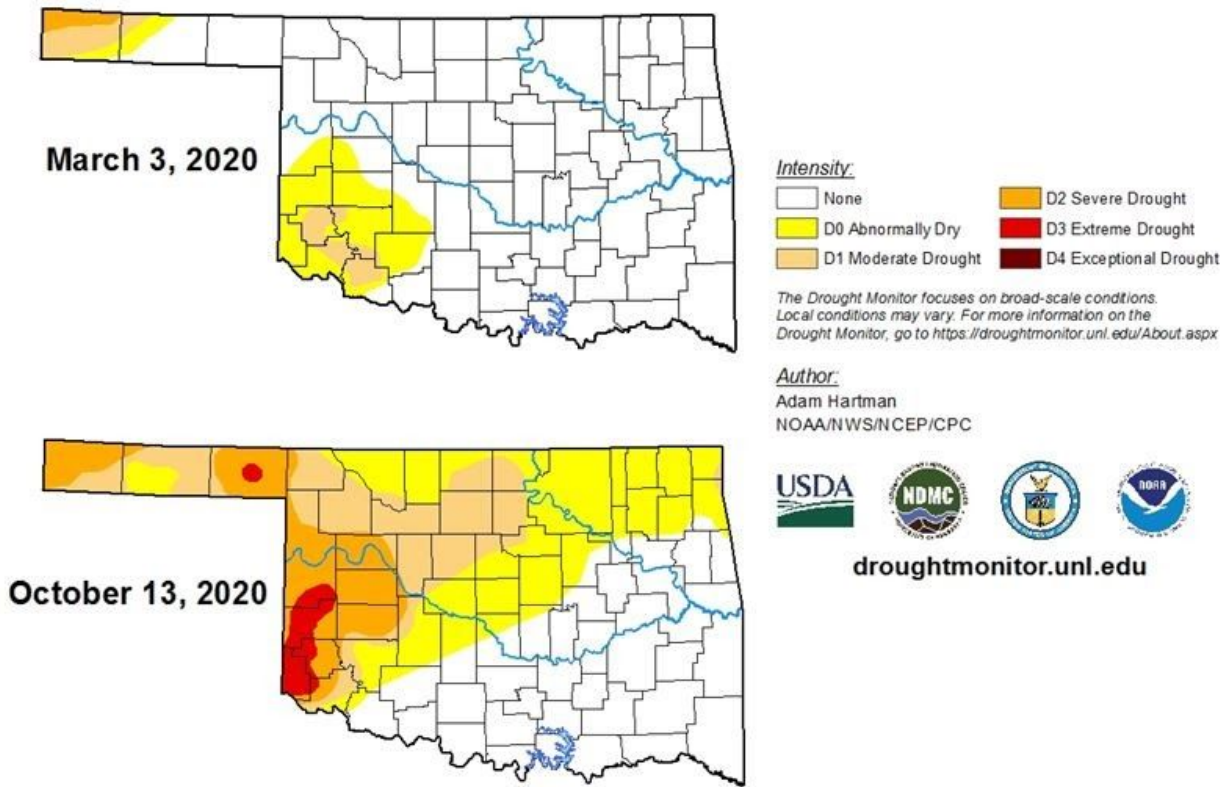 March 3, 2020
October 13, 2020
Intensity:
None
D0 Abnormally Dry
D1 Moderate Drought
D2 Severe Drought
D3 Extreme Drought
D4 Exceptional Drought
The Drought Monitor focuses on broad-scale conditions.
Local conditions may vary. For more information on the
Drought Monitor, go to https://droughtmonitor.unl.edu/About.aspx
Author:
Adam Hartman
NOAA/NWS/NCEP/CPC
USDA
NDMC
NOAA
droughtmonitor.unl.edu